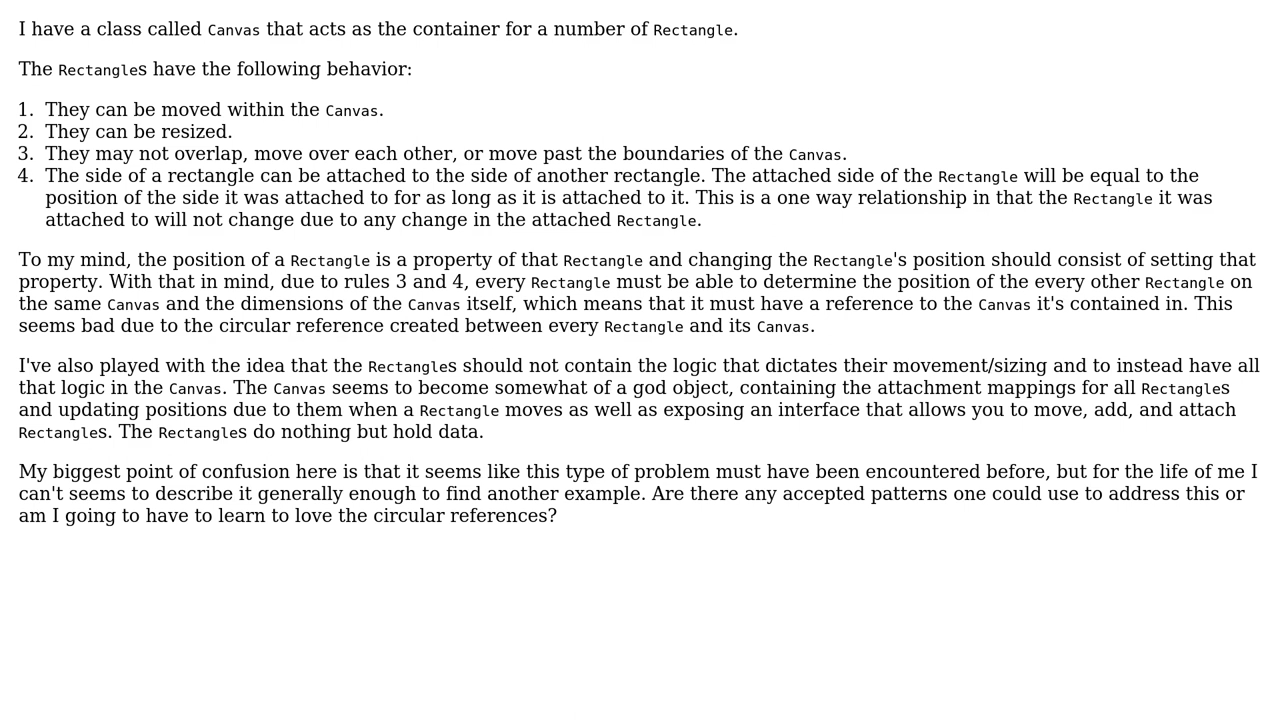 I have a class called Canvas that acts as the container for a number of Rectangle.
The Rectangles have the following behavior:
1. They can be moved within the Canvas.
2. They can be resized.
3. They may not overlap, move over each other, or move past the boundaries of the Canvas.
4. The side of a rectangle can be attached to the side of another rectangle. The attached side of the Rectangle will be equal to the
position of the side it was attached to for as long as it is attached to it. This is a one way relationship in that the Rectangle it was
attached to will not change due to any change in the attached Rectangle.
To my mind, the position of a Rectangle is a property of that Rectangle and changing the Rectangle's position should consist of setting that
property. With that in mind, due to rules 3 and 4, every Rectangle must be able to determine the position of the every other Rectangle on
the same Canvas and the dimensions of the Canvas itself, which means that it must have a reference to the Canvas it's contained in. This
seems bad due to the circular reference created between every Rectangle and its Canvas.
I've also played with the idea that the Rectangles should not contain the logic that dictates their movement/sizing and to instead have all
that logic in the Canvas. The Canvas seems to become somewhat of a god object, containing the attachment mappings for all Rectangles
and updating positions due to them when a Rectangle moves as well as exposing an interface that allows you to move, add, and attach
Rectangles. The Rectangles do nothing but hold data.
My biggest point of confusion here is that it seems like this type of problem must have been encountered before, but for the life of me I
can't seems to describe it generally enough to find another example. Are there any accepted patterns one could use to address this or
am I going to have to learn to love the circular references?